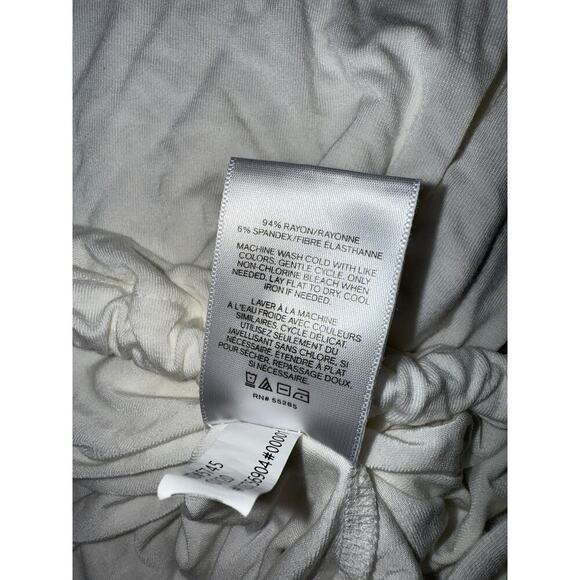 94% RAYON/RAYONNE
6% SPANDEX/FIBRE ÉLASTHANNE
MACHINE WASH COLD WITH LIKE
COLORS, GENTLE CYCLE. ONLY
NON-CHLORINE BLEACH WHEN
NEEDED. LAY FLAT TO DRY, COOL
IRON IF NEEDED.
LAVER À LA MACHINE
À L'EAU FROIDE AVEC COULEURS
SIMILAIRES, CYCLE DÉLICAT.
UTILISEZ SEULEMENT DU
JAVELLISANT SANS CHLORE, SI
NÉCESSAIRE. ÉTENDRE À PLAT
POUR SÉCHER. REPASSAGE DOUX,
SI NÉCESSAIRE.
RN# 55285